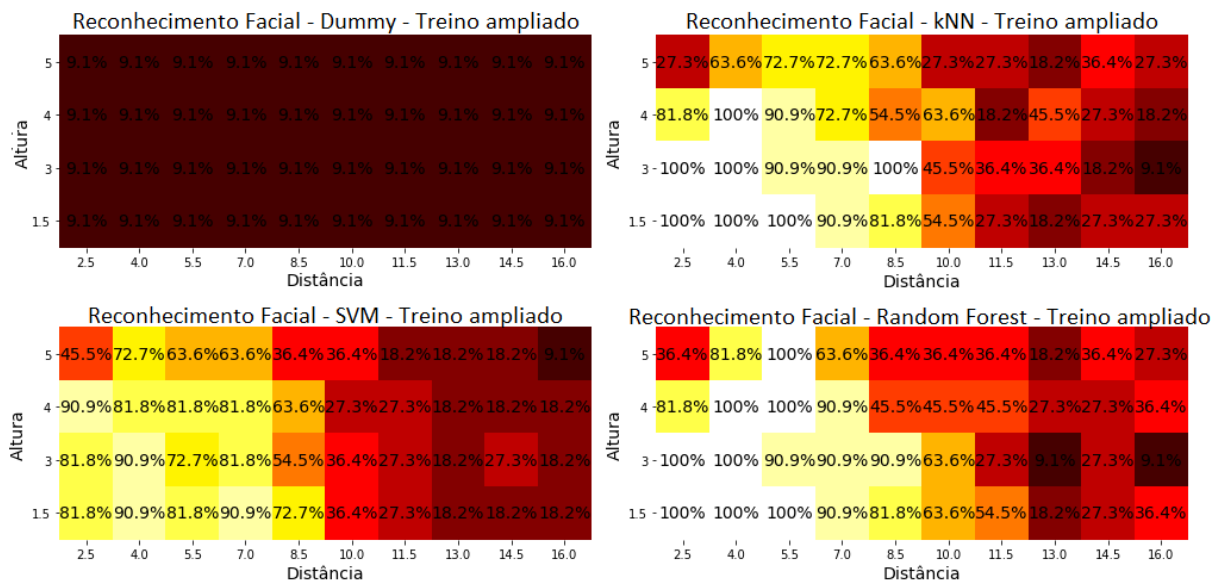 Reconhecimento Facial - Dummy - Treino ampliado
5 9.1% 9.1% 9.1% 9.1% 9.1% 9.1% 9.1% 9.1% 9.1% 9.1%
4 9.1% 9.1% 9.1% 9.1% 9.1% 9.1% 9.1% 9.1% 9.1% 9.1%
Altura
3 9.1% 9.1% 9.1% 9.1% 9.1% 9.1% 9.1% 9.1% 9.1% 9.1%
1.5 9.1% 9.1% 9.1% 9.1% 9.1% 9.1% 9.1% 9.1% 9.1% 9.1%
2.5 4.0 5.5 7.0 8.5 10.0 11.5 13.0 14.5 16.0
Distância
Reconhecimento Facial - kNN - Treino ampliado
5 27.3% 63.6% 72.7% 72.7% 63.6% 27.3% 27.3% 18.2% 36.4% 27.3%
4 81.8% 100% 90.9% 72.7% 54.5% 63.6% 18.2% 45.5% 27.3% 18.2%
Altura
3 100% 100% 90.9% 90.9% 100% 45.5% 36.4% 36.4% 18.2% 9.1%
1.5 100% 100% 100% 90.9% 81.8% 54.5% 27.3% 18.2% 27.3% 27.3%
2.5 4.0 5.5 7.0 8.5 10.0 11.5 13.0 14.5 16.0
Distância
Reconhecimento Facial - SVM - Treino ampliado
5 45.5% 72.7% 63.6% 63.6% 36.4% 36.4% 18.2% 18.2% 18.2% 9.1%
4 90.9% 81.8% 81.8% 81.8% 63.6% 27.3% 27.3% 18.2% 18.2% 18.2%
Altura
3 81.8% 90.9% 72.7% 81.8% 54.5% 36.4% 27.3% 18.2% 27.3% 18.2%
1.5 81.8% 90.9% 81.8% 90.9% 72.7% 36.4% 27.3% 18.2% 18.2% 18.2%
2.5 4.0 5.5 7.0 8.5 10.0 11.5 13.0 14.5 16.0
Distância
Reconhecimento Facial - Random Forest - Treino ampliado
5 36.4% 81.8% 100% 63.6% 36.4% 36.4% 36.4% 18.2% 36.4% 27.3%
4 81.8% 100% 100% 90.9% 45.5% 45.5% 45.5% 27.3% 27.3% 36.4%
Altura
3 100% 100% 90.9% 90.9% 90.9% 63.6% 27.3% 9.1% 27.3% 9.1%
1.5 100% 100% 100% 90.9% 81.8% 63.6% 54.5% 18.2% 27.3% 36.4%
2.5 4.0 5.5 7.0 8.5 10.0 11.5 13.0 14.5 16.0
Distância